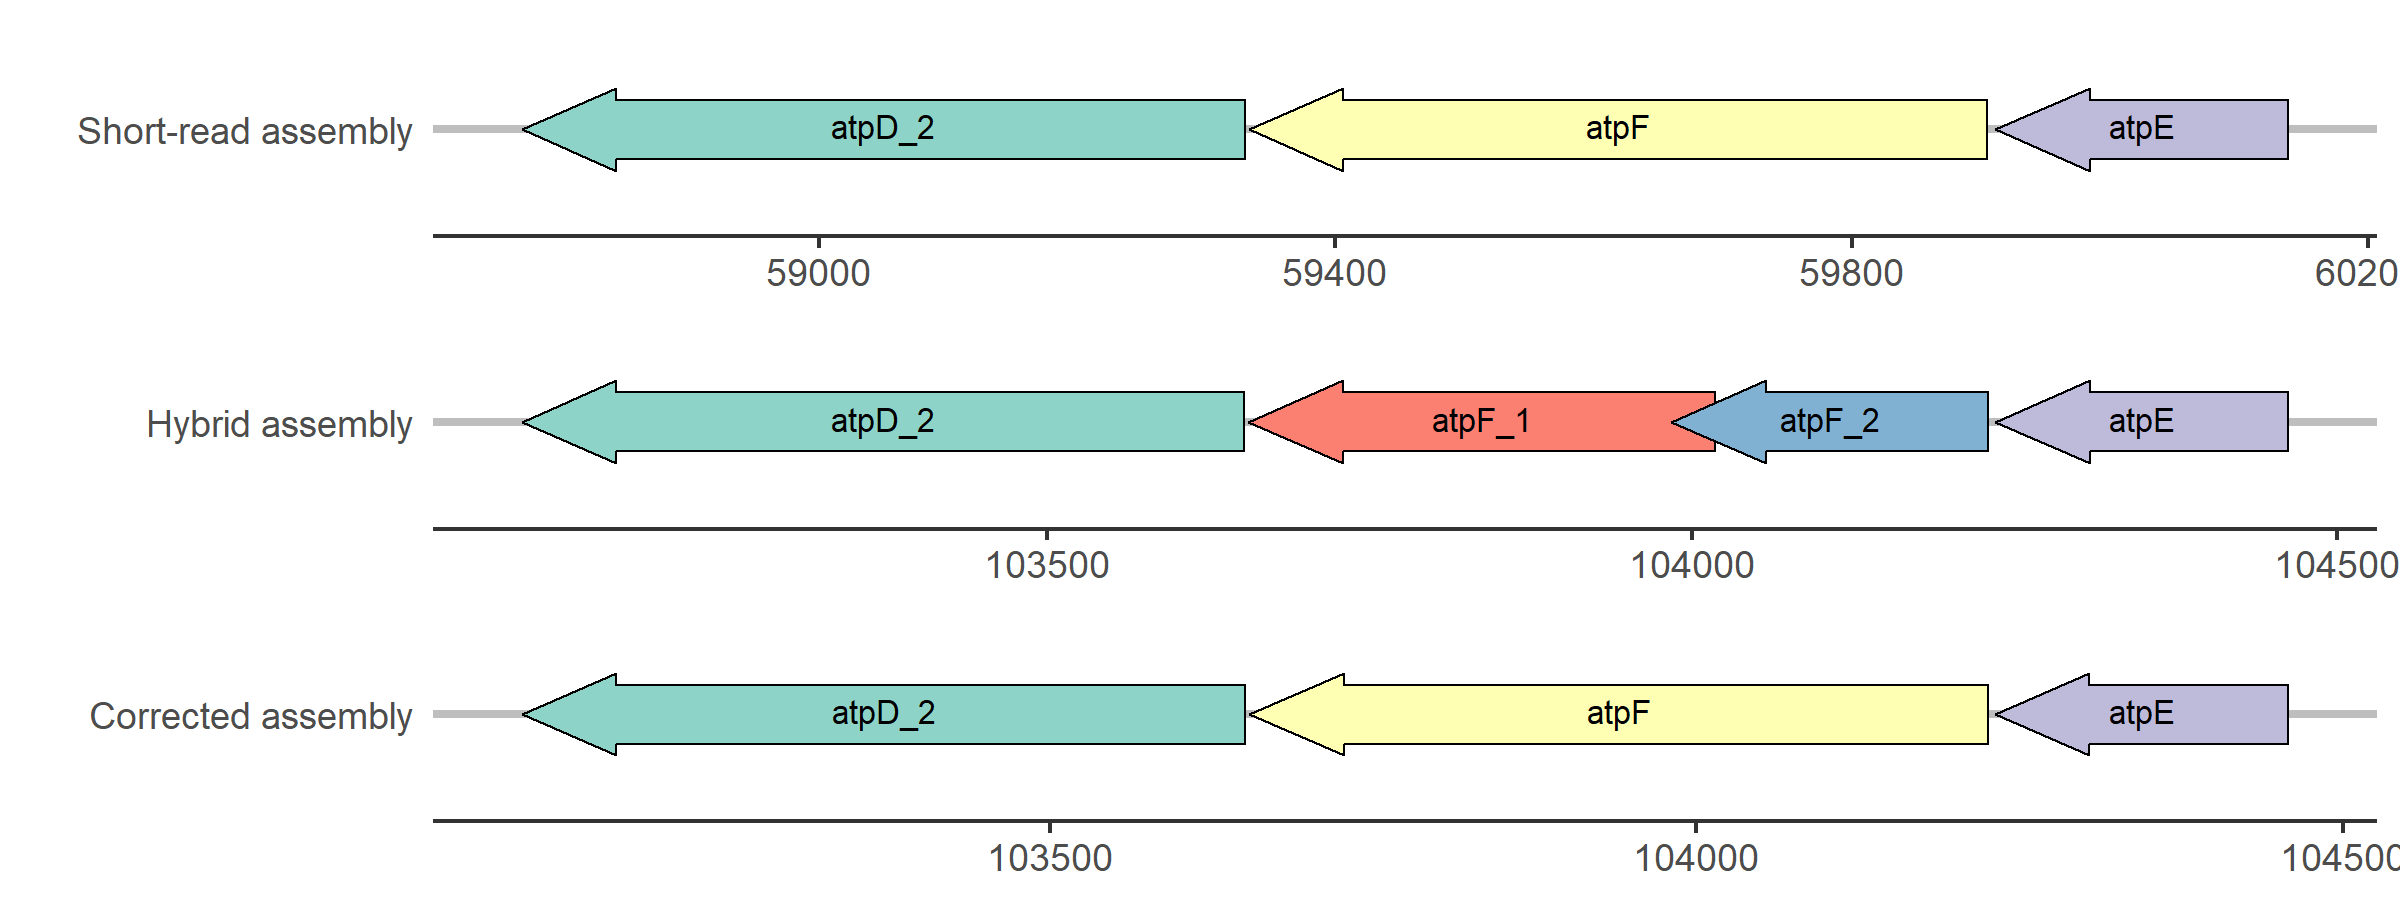 Short-read assembly
atpD_2 atpF atpE
59000 59400 59800 6020
Hybrid assembly
atpD_2 atpF_1 atpF_2 atpE
103500 104000 104500
Corrected assembly
atpD_2 atpF atpE
103500 104000 104500